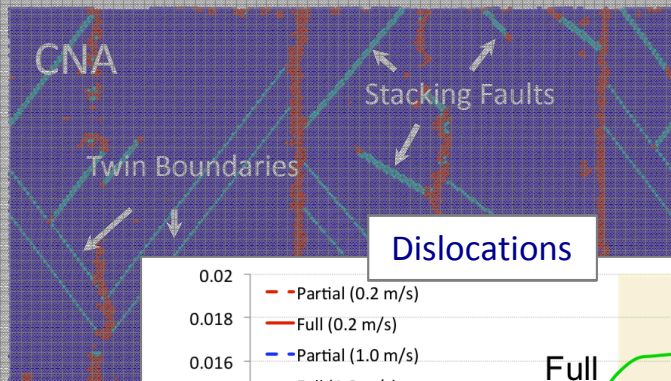 CNA
Stacking Faults
Twin Boundaries
Dislocations
0.02
Partial (0.2 m/s)
0.018
Full (0.2 m/s)
Partial (1.0 m/s)
0.016
Full